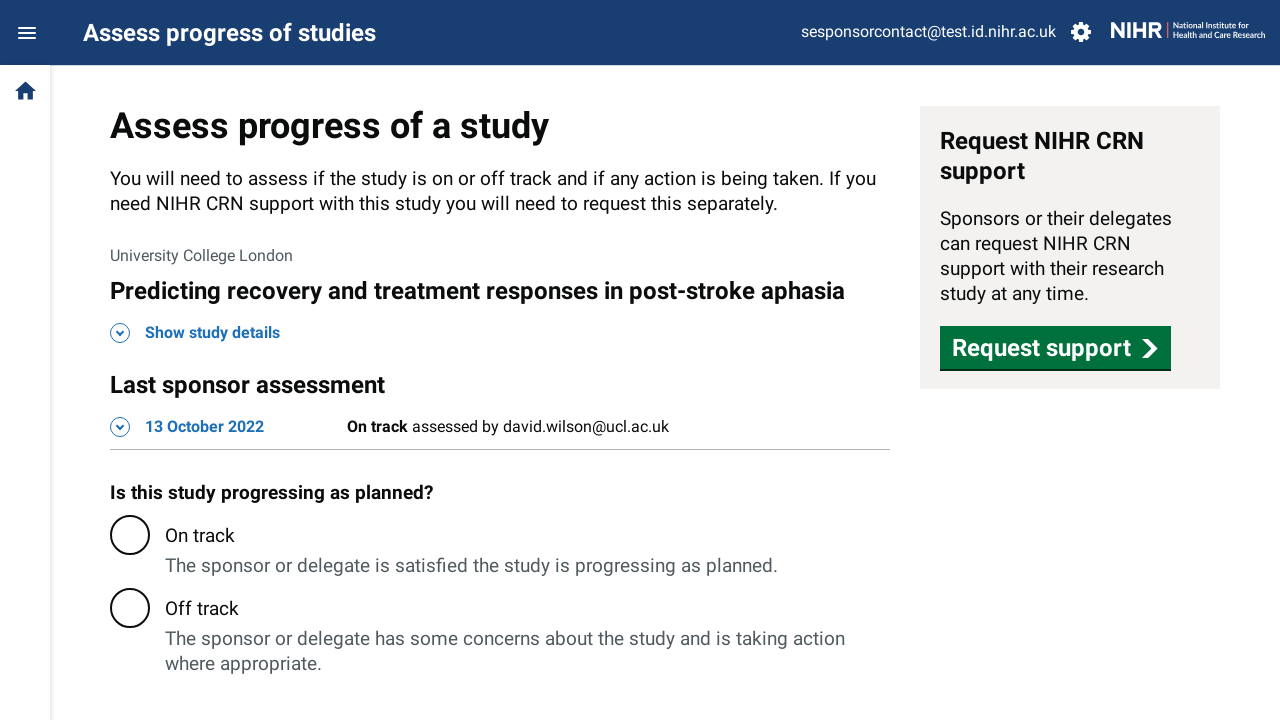 Assess progress of studies
sesponsorcontact@test.id.nihr.ac.uk
NIHR
National Institute for
Health and Care Research
Assess progress of a study
You will need to assess if the study is on or off track and if any action is being taken. If you
need NIHR CRN support with this study you will need to request this separately.
University College London
Predicting recovery and treatment responses in post-stroke aphasia
Show study details
Last sponsor assessment
13 October 2022
On track assessed by david.wilson@ucl.ac.uk
Is this study progressing as planned?
On track
The sponsor or delegate is satisfied the study is progressing as planned.
Off track
The sponsor or delegate has some concerns about the study and is taking action
where appropriate.
Request NIHR CRN
support
Sponsors or their delegates
can request NIHR CRN
support with their research
study at any time.
Request support